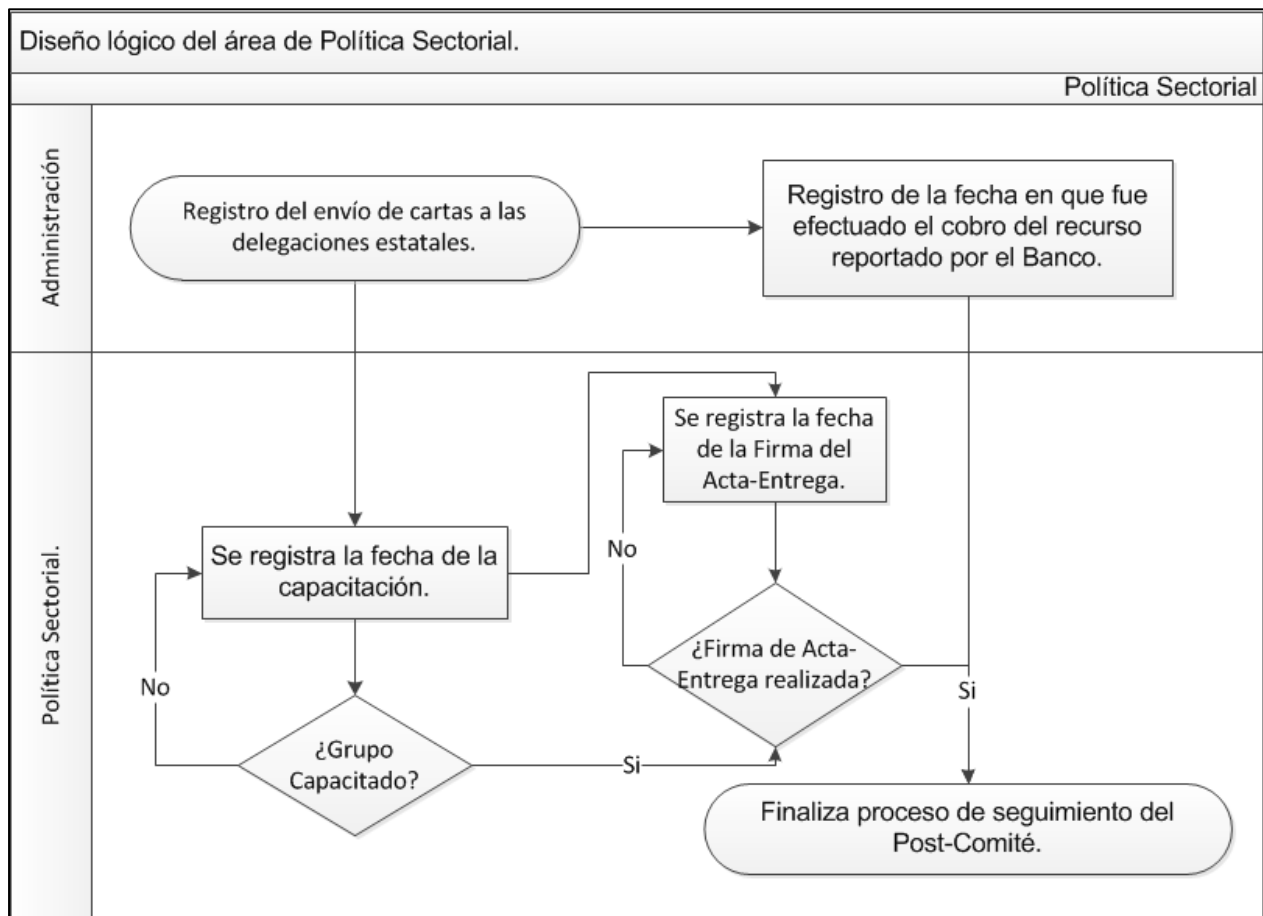 Diseño lógico del área de Política Sectorial.
Política Sectorial
Administración
Registro del envío de cartas a las
delegaciones estatales.
Registro de la fecha en que fue
efectuado el cobro del recurso
reportado por el Banco.
Política Sectorial.
Se registra la fecha
de la Firma del
Acta-Entrega.
Se registra la fecha de la
capacitación.
No
¿Firma de Acta-
Entrega realizada?
Si
No
¿Grupo
Capacitado?
Si
Finaliza proceso de seguimiento del
Post-Comité.